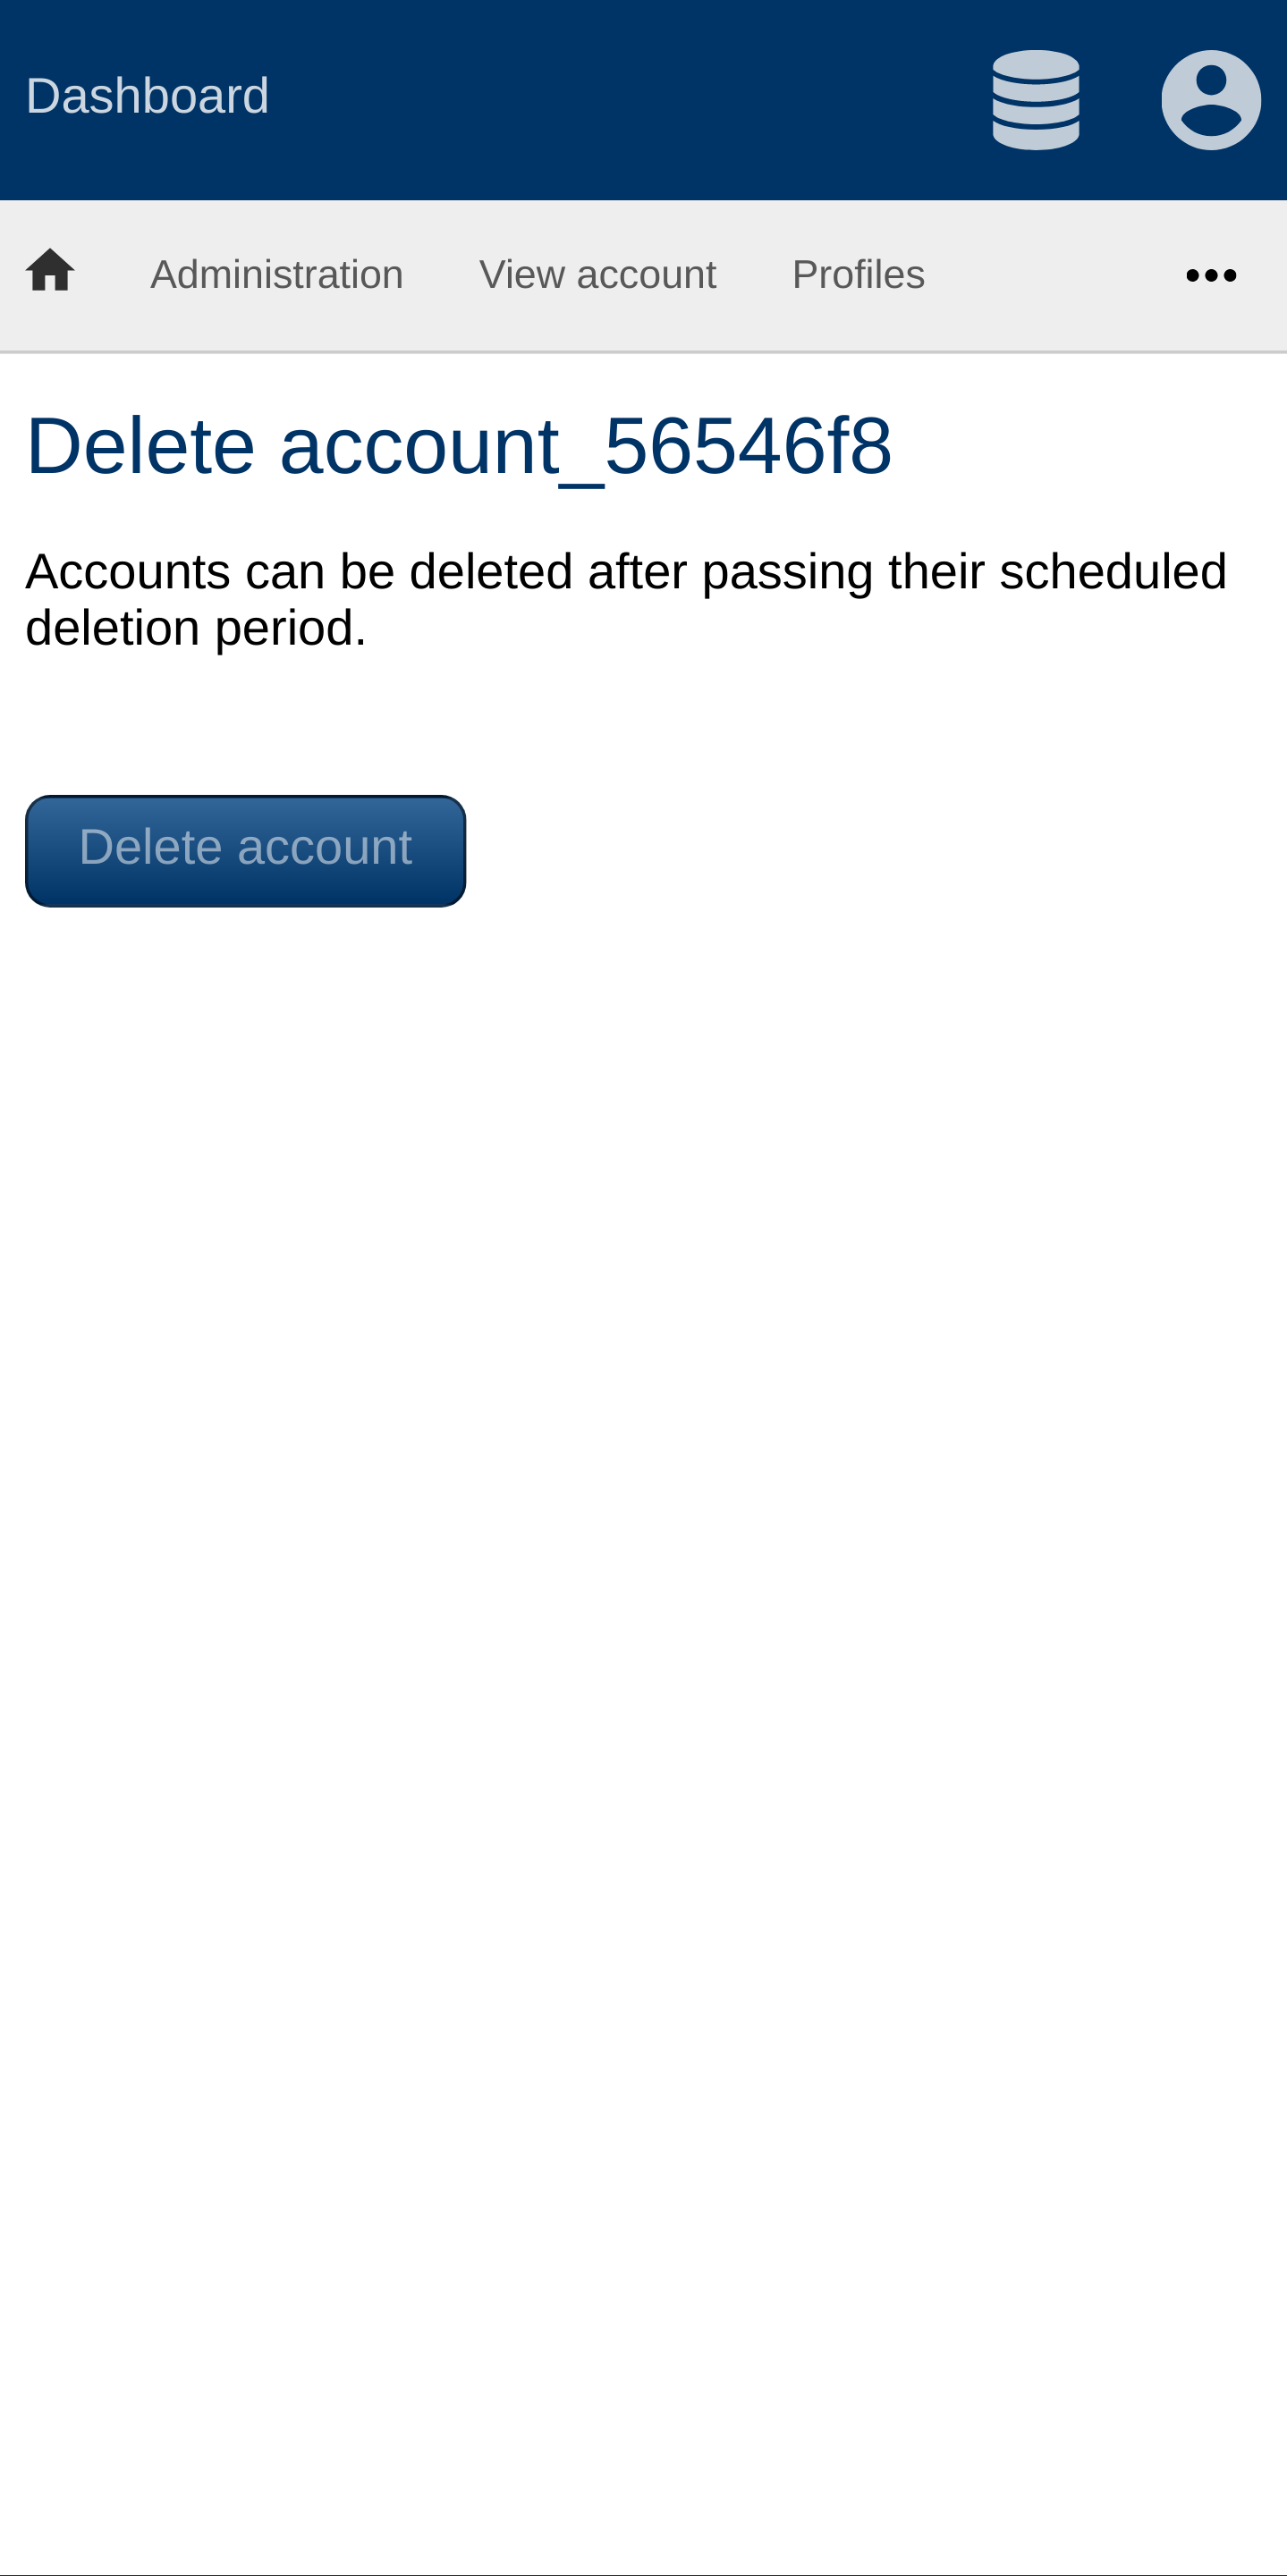 Dashboard
Administration View account Profiles
Delete account_56546f8
Accounts can be deleted after passing their scheduled
deletion period.
Delete account